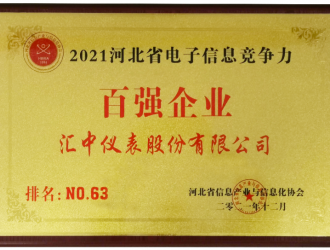 2021河北省电子信息竞争力
百强企业
汇中仪表股份有限公司
排名:NO.63
河北省信息产业与信息化协会
二〇二一年十二月